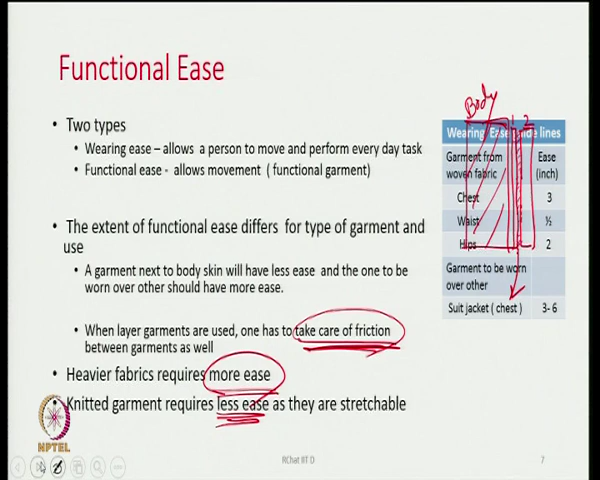 Functional Ease
• Two types
• Wearing ease – allows a person to move and perform every day task
• Functional ease - allows movement ( functional garment)
• The extent of functional ease differs for type of garment and
use
• A garment next to body skin will have less ease and the one to be
worn over other should have more ease.
• When layer garments are used, one has to take care of friction
between garments as well
• Heavier fabrics requires more ease
• Knitted garment requires less ease as they are stretchable
Body
1 2
Wearing Ease guide lines
Garment from
woven fabric
Ease
(inch)
Chest 3
Waist ½
Hips 2
Garment to be worn
over other
Suit jacket ( chest ) 3- 6
NPTEL
RChat IIT D
7